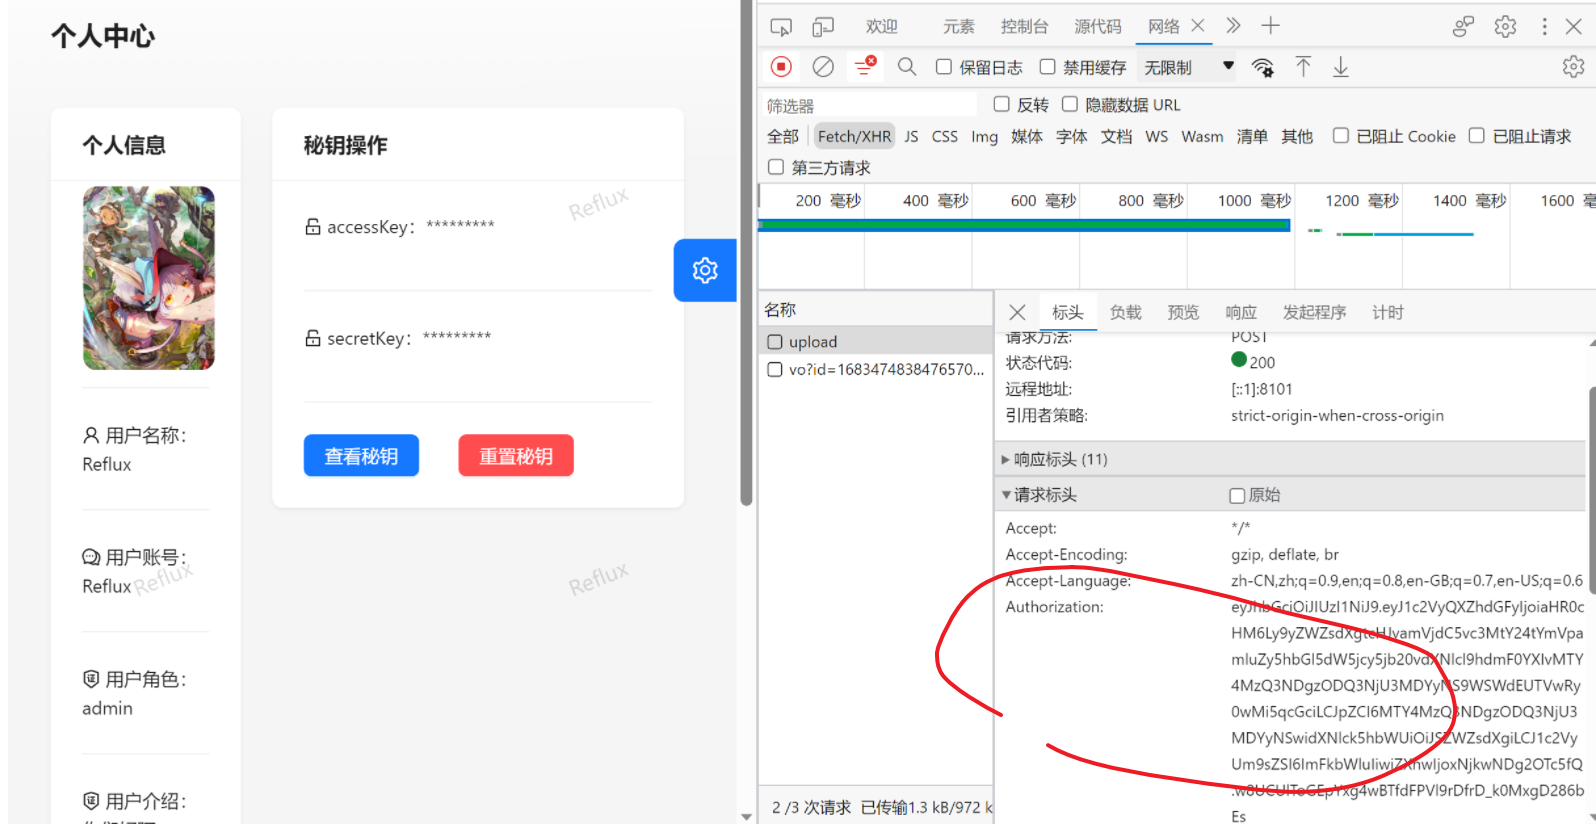 个人中心
个人信息
用户名称：
Reflux
用户账号：
Reflux
用户角色：
admin
用户介绍：
秘钥操作
accessKey： *********
secretKey： *********
查看秘钥
重置秘钥
Reflux
Reflux
Reflux
欢迎 元素 控制台 源代码 网络
保留日志 禁用缓存 无限制
筛选器 反转 隐藏数据 URL
全部 Fetch/XHR JS CSS Img 媒体 字体 文档 WS Wasm 清单 其他 已阻止 Cookie 已阻止请求
第三方请求
200 毫秒 400 毫秒 600 毫秒 800 毫秒 1000 毫秒 1200 毫秒 1400 毫秒 1600 毫
名称
upload
vo?id=1683474838476570...
2 /3 次请求 已传输1.3 kB/972 k
标头 负载 预览 响应 发起程序 计时
请求方法: POST
状态代码: 200
远程地址: [::1]:8101
引用者策略: strict-origin-when-cross-origin
响应标头 (11)
请求标头 原始
Accept: */*
Accept-Encoding: gzip, deflate, br
Accept-Language: zh-CN,zh;q=0.9,en;q=0.8,en-GB;q=0.7,en-US;q=0.6
Authorization: